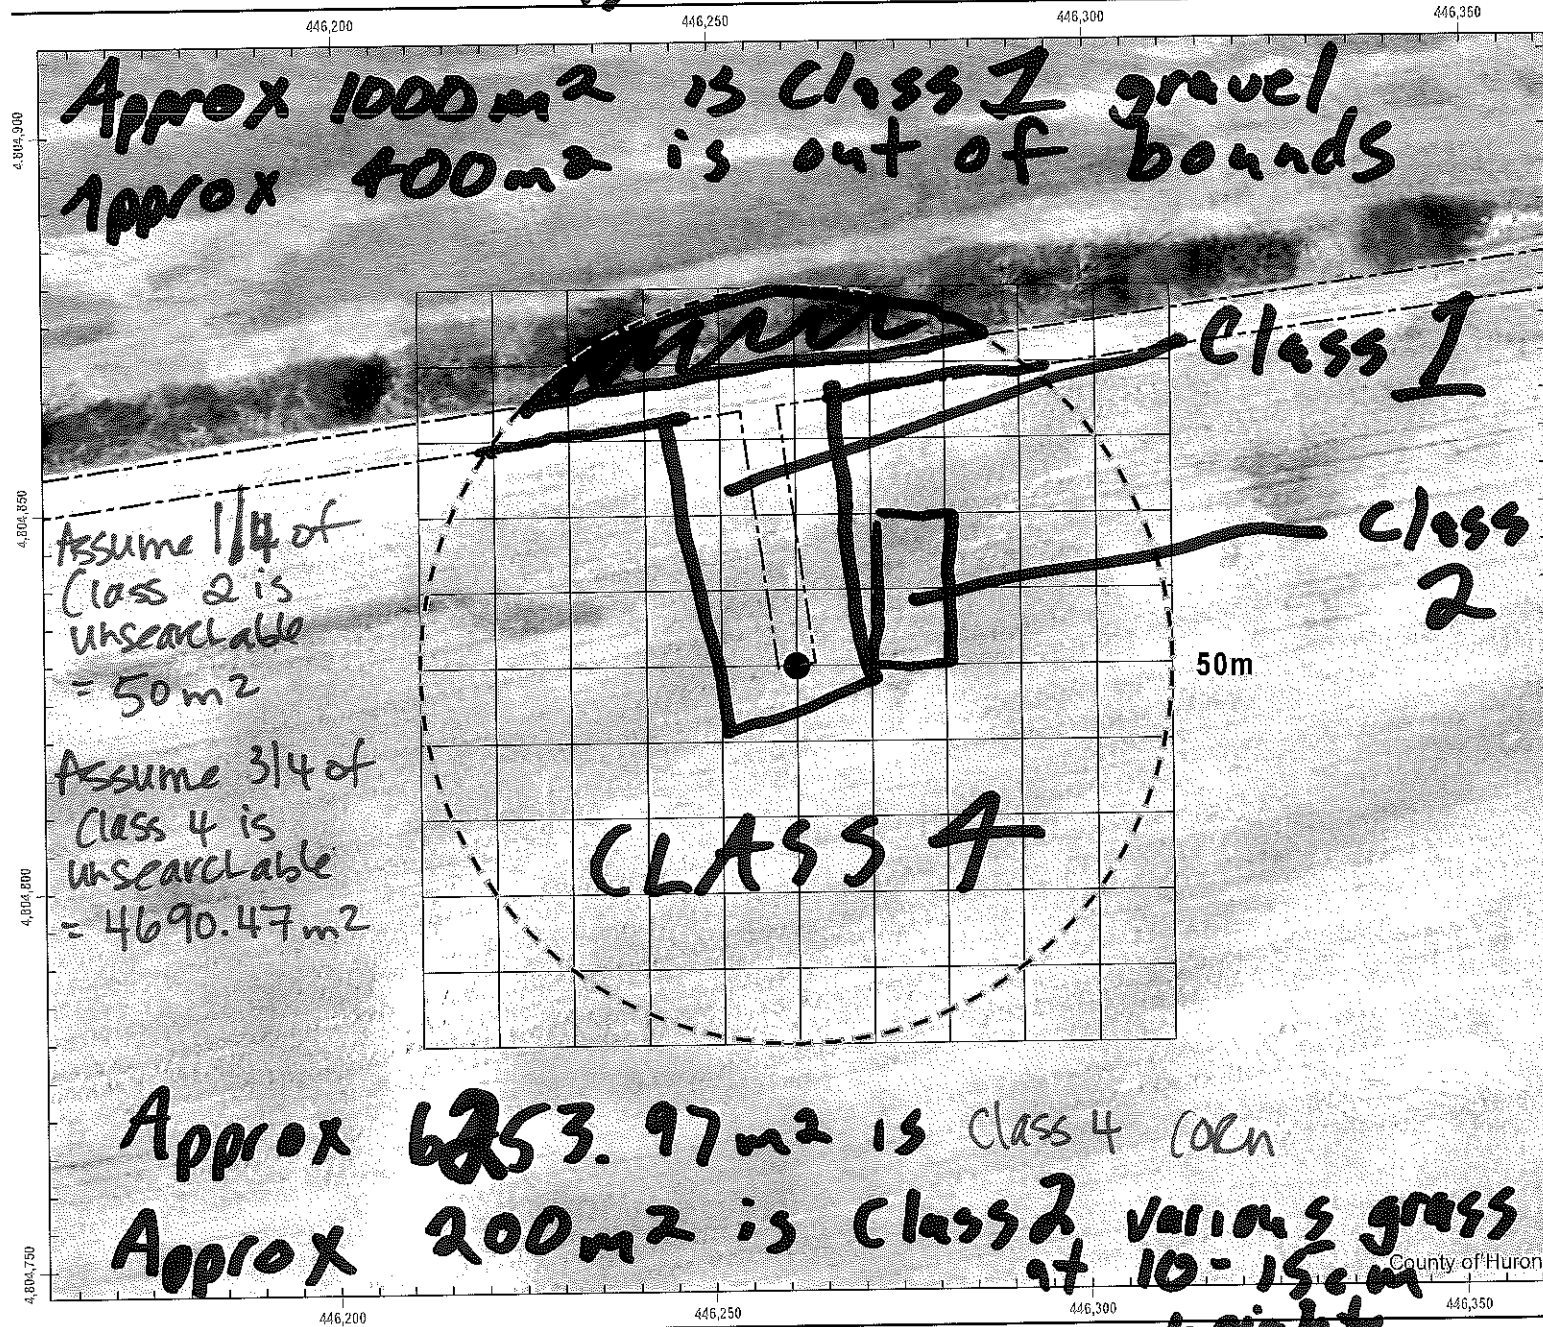 446,200 446,250 446,300 446,350
Approx 1000m² is Class 1 gravel
Approx 400m² is out of bounds
4,804,900
Class 1
4,804,850
Assume 1/4 of
Class 2 is
unsearchable
= 50m²
Class
2
50m
Assume 3/4 of
Class 4 is
unsearchable
= 4690.47m²
CLASS 4
4,804,800
Approx 6253.97m² is Class 4 corn
Approx 200m² is Class 2 various grass
at 10-15cm
County of Huron
4,804,750
446,200 446,250 446,300 446,350